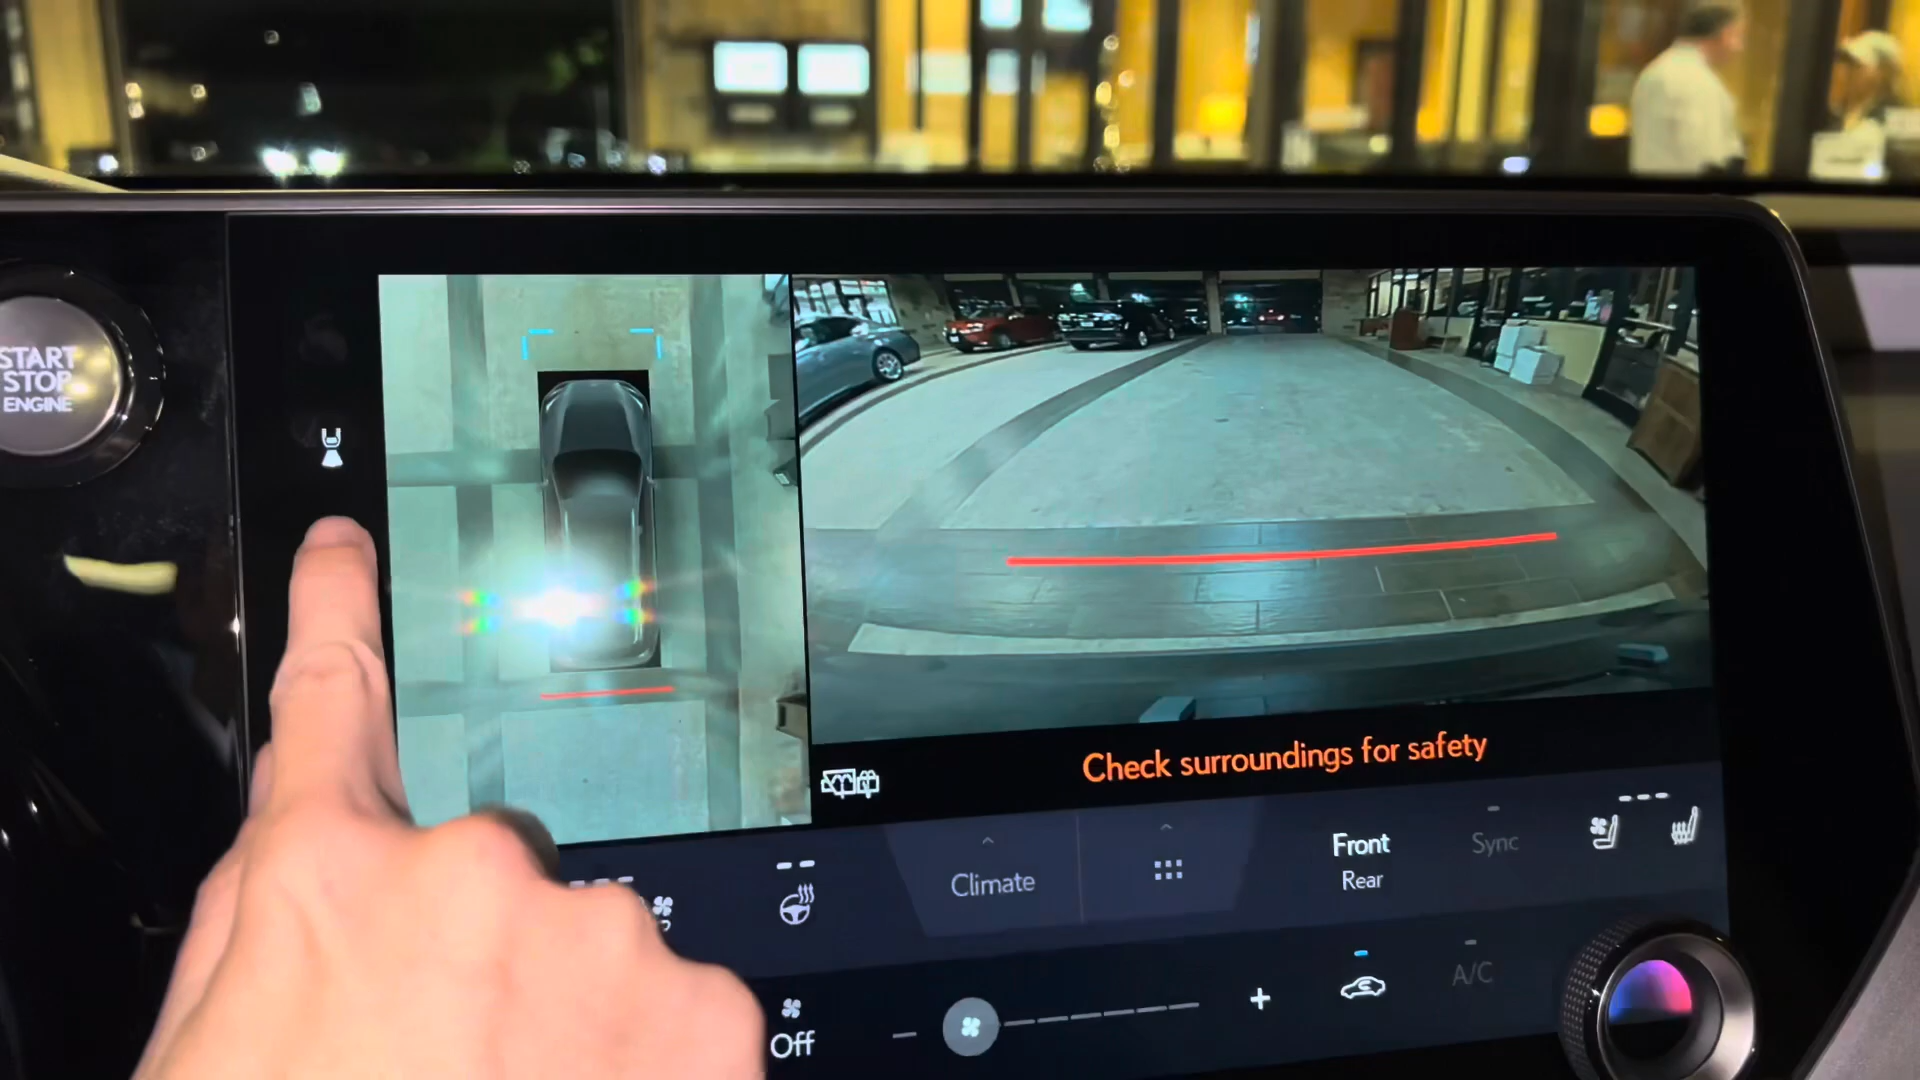 START
STOP
ENGINE
Check surroundings for safety
Climate
Front
Rear
Sync
Off
A/C